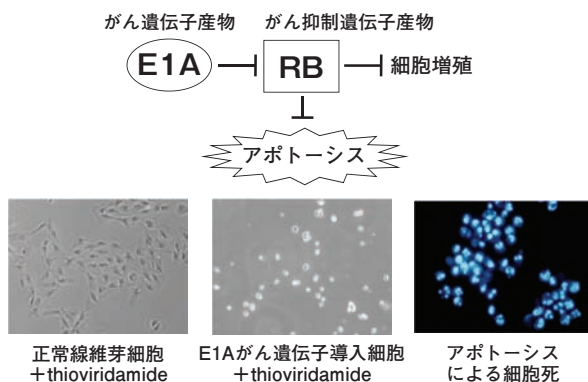 がん遺伝子産物
がん抑制遺伝子産物
E1A
RB
細胞増殖
アポトーシス
正常線維芽細胞
＋thioviridamide
E1Aがん遺伝子導入細胞
＋thioviridamide
アポトーシス
による細胞死